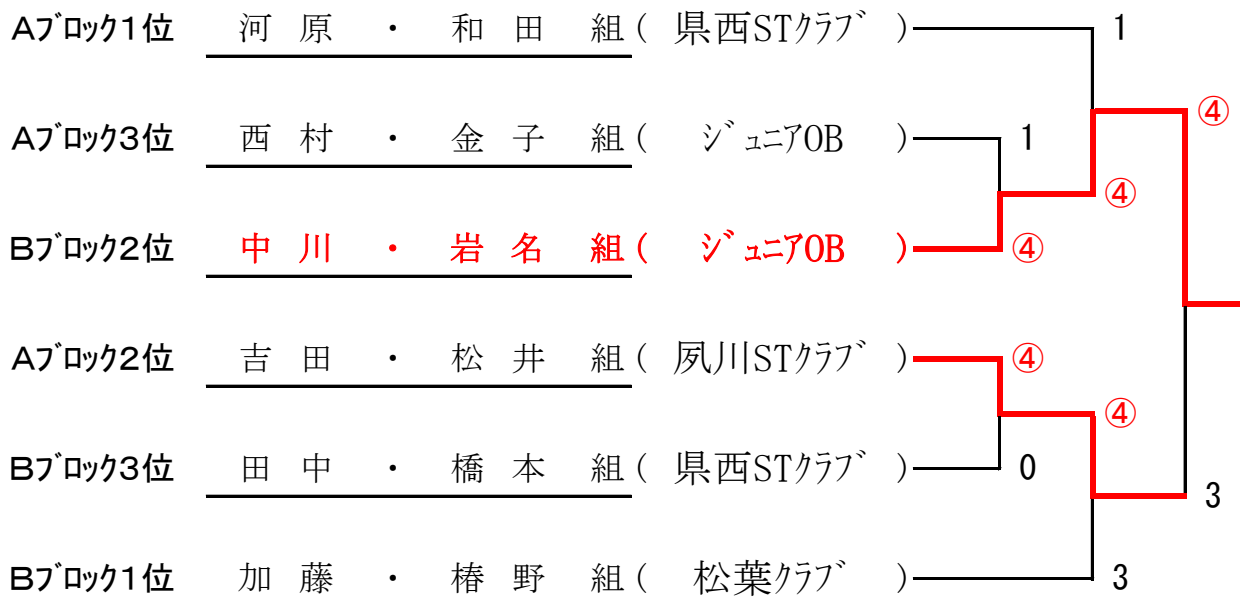 Aブロック1位 河原・和田組(県西STクラブ) 1
④
Aブロック3位 西村・金子組(ジュニアOB) 1
④
Bブロック2位 中川・岩名組(ジュニアOB) ④
Aブロック2位 吉田・松井組(夙川STクラブ) ④
④
Bブロック3位 田中・橋本組(県西STクラブ) 0
3
Bブロック1位 加藤・椿野組(松葉クラブ) 3